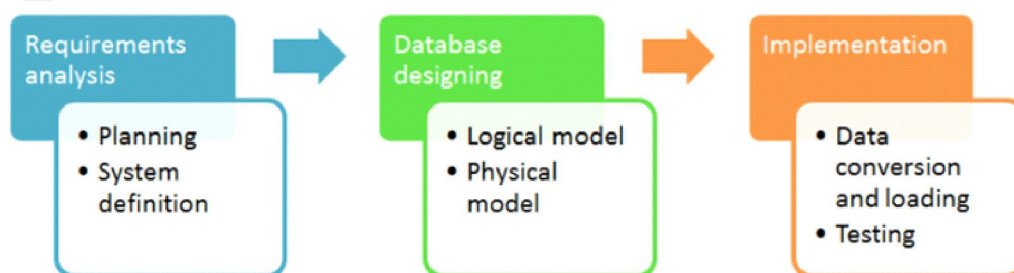 Requirements
analysis
• Planning
• System
definition
Database
designing
• Logical model
• Physical
model
Implementation
• Data
conversion
and loading
• Testing